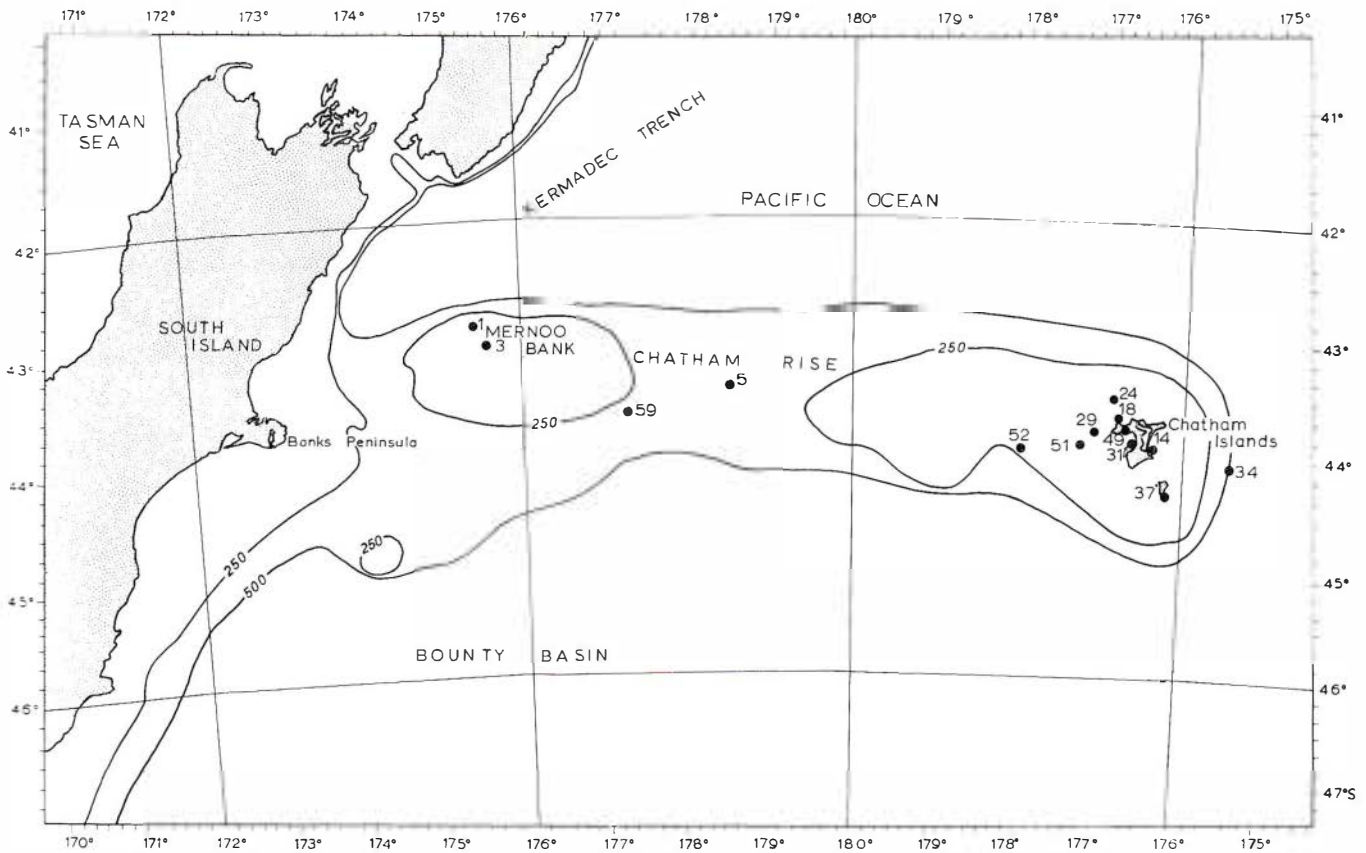 171° 172° 173° 174° 175° 176° 177° 178° 179° 180° 179° 178° 177° 176° 175°
TASMAN
SEA
41°
41°
ERMADEC TRENCH
PACIFIC OCEAN
42°
42°
SOUTH
ISLAND
1
MERNOO
3
BANK
CHATHAM RISE
250
43°
43°
5
24
18
59
250
29
Chatham
Islands
Banks Peninsula
52
51
49
14
31
44°
44°
34
37
250
250
500
45°
45°
BOUNTY BASIN
46°
46°
47°S
170° 171° 172° 173° 174° 175° 176° 177° 178° 179° 180° 179° 178° 177° 176° 175°